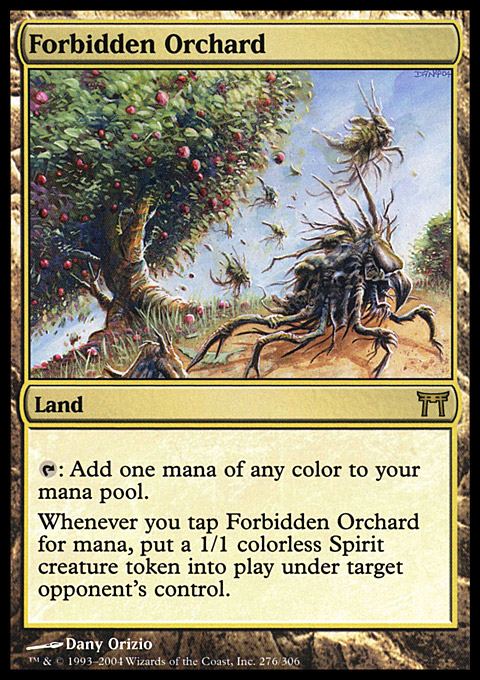 Forbidden Orchard
Land
: Add one mana of any color to your
mana pool.
Whenever you tap Forbidden Orchard
for mana, put a 1/1 colorless Spirit
creature token into play under target
opponent's control.
Dany Orizio
™ & © 1993–2004 Wizards of the Coast, Inc. 276/306